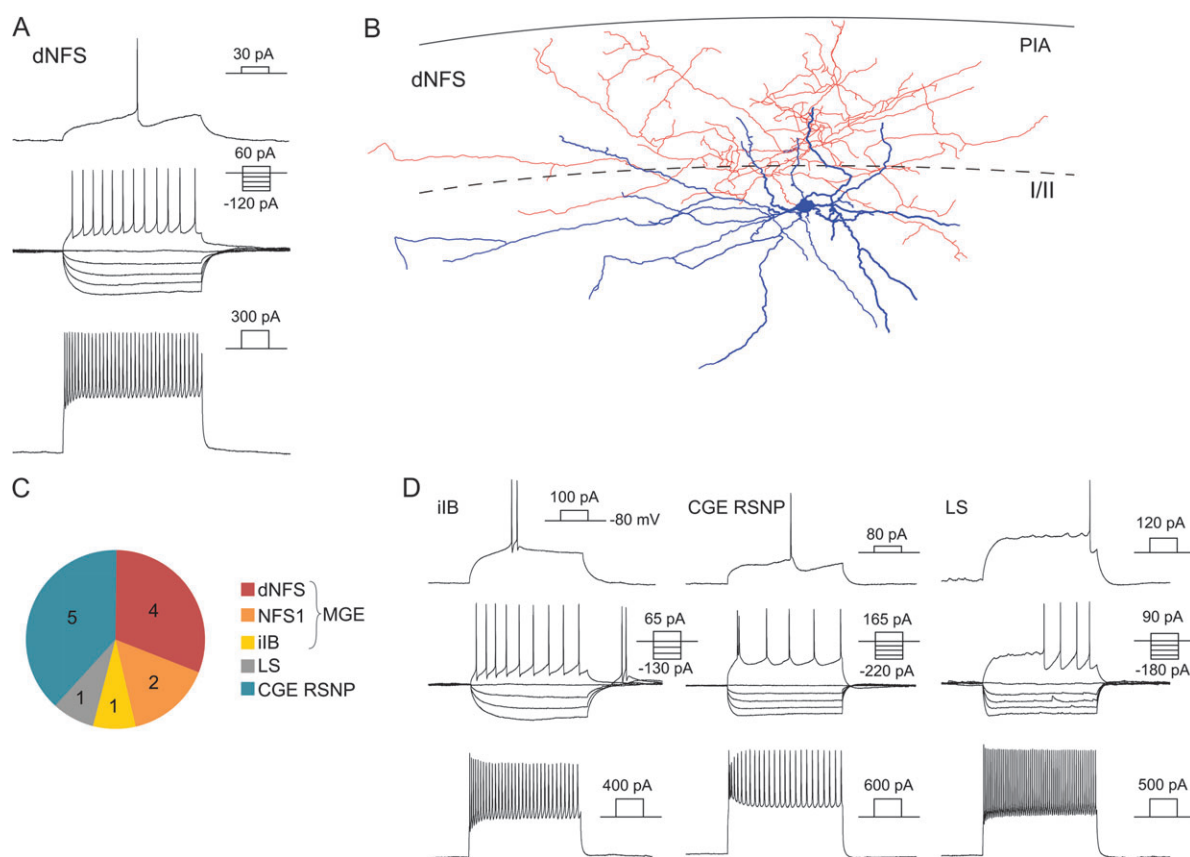 A
dNFS
30 pA
60 pA
-120 pA
300 pA
B
dNFS
PIA
I/II
C
5
4
2
1
1
dNFS
NFS1
MGE
iIB
LS
CGE RSNP
D
iIB
100 pA
-80 mV
65 pA
-130 pA
400 pA
CGE RSNP
80 pA
165 pA
-220 pA
600 pA
LS
120 pA
90 pA
-180 pA
500 pA